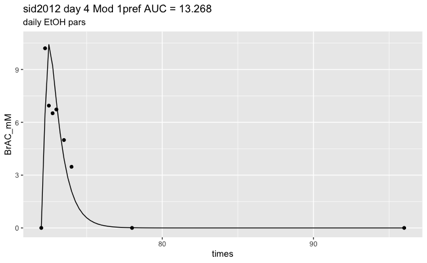 sid2012 day 4 Mod 1pref AUC = 13.268
daily EtOH pars
9
6
3
0
BrAC_mM
80
90
times